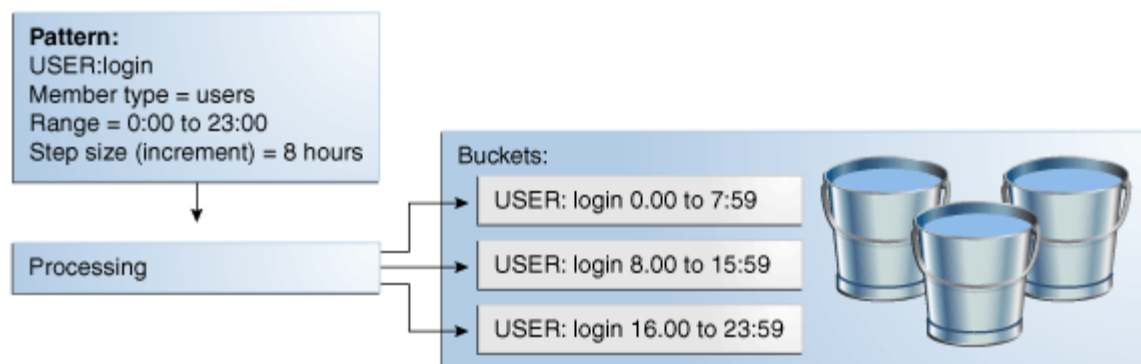 Pattern:
USER:login
Member type = users
Range = 0:00 to 23:00
Step size (increment) = 8 hours
Processing
Buckets:
USER: login 0.00 to 7:59
USER: login 8.00 to 15:59
USER: login 16.00 to 23:59